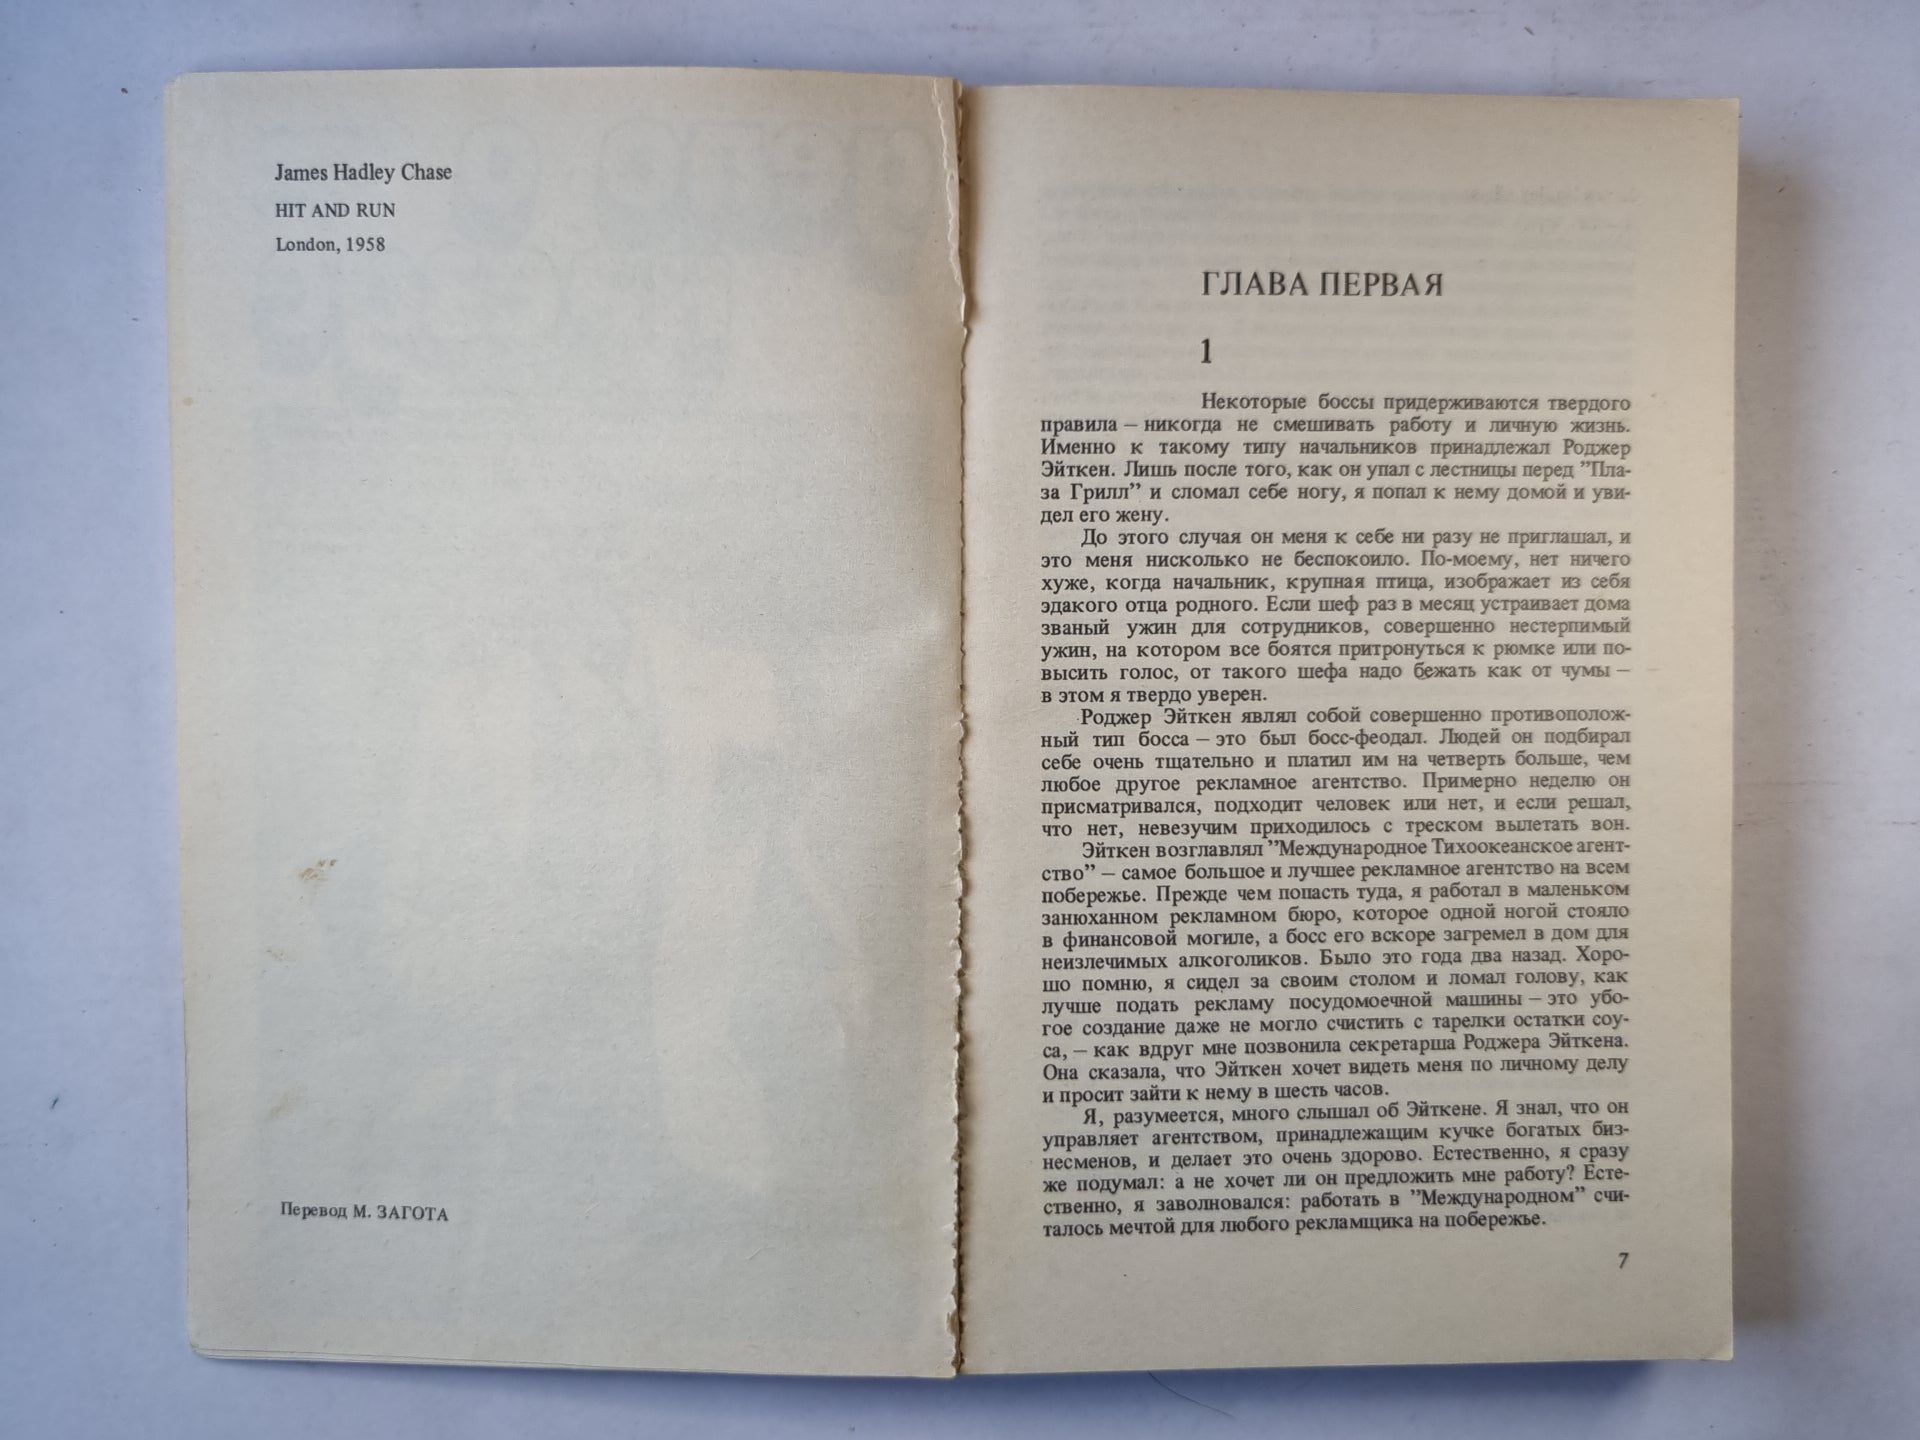 James Hadley Chase
HIT AND RUN
London, 1958
Перевод М. ЗАГОТА
ГЛАВА ПЕРВАЯ
1
Некоторые боссы придерживаются твердого
правила — никогда не смешивать работу и личную жизнь.
Именно к такому типу начальников принадлежал Роджер
Эйткен. Лишь после того, как он упал с лестницы перед ”Пла-
за Грилл” и сломал себе ногу, я попал к нему домой и уви-
дел его жену.
До этого случая он меня к себе ни разу не приглашал, и
это меня нисколько не беспокоило. По-моему, нет ничего
хуже, когда начальник, крупная птица, изображает из себя
эдакого отца родного. Если шеф раз в месяц устраивает дома
званый ужин для сотрудников, совершенно нестерпимый
ужин, на котором все боятся притронуться к рюмке или по-
высить голос, от такого шефа надо бежать как от чумы —
в этом я твердо уверен.
Роджер Эйткен являл собой совершенно противополож-
ный тип босса — это был босс-феодал. Людей он подбирал
себе очень тщательно и платил им на четверть больше, чем
любое другое рекламное агентство. Примерно неделю он
присматривался, подходит человек или нет, и если решал,
что нет, невезучим приходилось с треском вылетать вон.
Эйткен возглавлял ”Международное Тихоокеанское агент-
ство” — самое большое и лучшее рекламное агентство на всем
побережье. Прежде чем попасть туда, я работал в маленьком
занюханном рекламном бюро, которое одной ногой стояло
в финансовой могиле, а босс его вскоре загремел в дом для
неизлечимых алкоголиков. Было это года два назад. Хоро-
шо помню, я сидел за своим столом и ломал голову, как
лучше подать рекламу посудомоечной машины — это убо-
гое создание даже не могло счистить с тарелки остатки соу-
са, — как вдруг мне позвонила секретарша Роджера Эйткена.
Она сказала, что Эйткен хочет видеть меня по личному делу
и просит зайти к нему в шесть часов.
Я, разумеется, много слышал об Эйткене. Я знал, что он
управляет агентством, принадлежащим кучке богатых биз-
несменов, и делает это очень здорово. Естественно, я сразу
же подумал: а не хочет ли он предложить мне работу? Есте-
ственно, я заволновался: работать в ”Международном” счи-
талось мечтой для любого рекламщика на побережье.
7